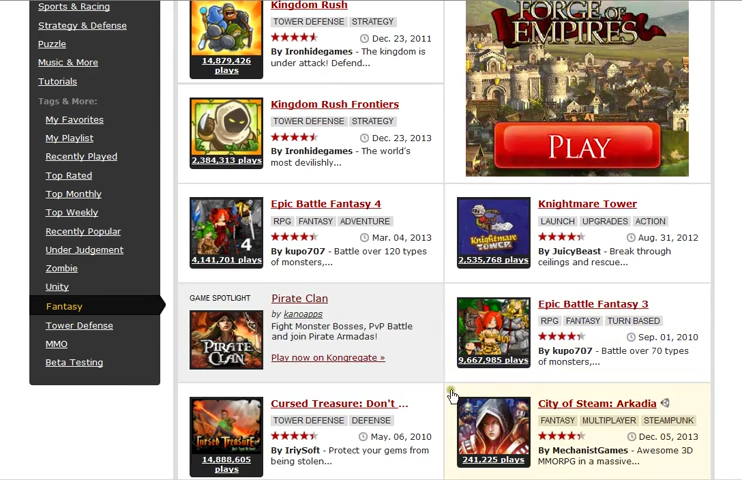 Sports & Racing
Strategy & Defense
Puzzle
Music & More
Tutorials
Tags & More:
My Favorites
My Playlist
Recently Played
Top Rated
Top Monthly
Top Weekly
Recently Popular
Under Judgement
Zombie
Unity
Fantasy
Tower Defense
MMO
Beta Testing
Kingdom Rush
TOWER DEFENSE STRATEGY
Dec. 23, 2011
By Ironhidegames - The kingdom is
under attack! Defend...
14,879,426
plays
Kingdom Rush Frontiers
TOWER DEFENSE STRATEGY
Dec. 23, 2013
By Ironhidegames - The world's
most devilishly...
2,384,313 plays
FORGE OF
EMPIRES
PLAY
Epic Battle Fantasy 4
RPG FANTASY ADVENTURE
Mar. 04, 2013
By kupo707 - Battle over 120 types
of monsters,...
4
4,141,701 plays
Knightmare Tower
LAUNCH UPGRADES ACTION
Aug. 31, 2012
By JuicyBeast - Break through
ceilings and rescue...
Knightmare
TOWER
2,535,768 plays
GAME SPOTLIGHT
PIRATE
CLAN
Pirate Clan
by kanoapps
Fight Monster Bosses, PvP Battle
and join Pirate Armadas!
Play now on Kongregate »
Epic Battle Fantasy 3
RPG FANTASY TURN BASED
Sep. 01, 2010
By kupo707 - Battle over 70 types
of monsters,...
9,667,985 plays
Cursed Treasure: Don't ...
TOWER DEFENSE DEFENSE
May. 06, 2010
By IriySoft - Protect your gems from
being stolen...
CURSED TREASURE
14,888,605
plays
City of Steam: Arkadia
FANTASY MULTIPLAYER STEAMPUNK
Dec. 05, 2013
By MechanistGames - Awesome 3D
MMORPG in a massive...
241,225 plays